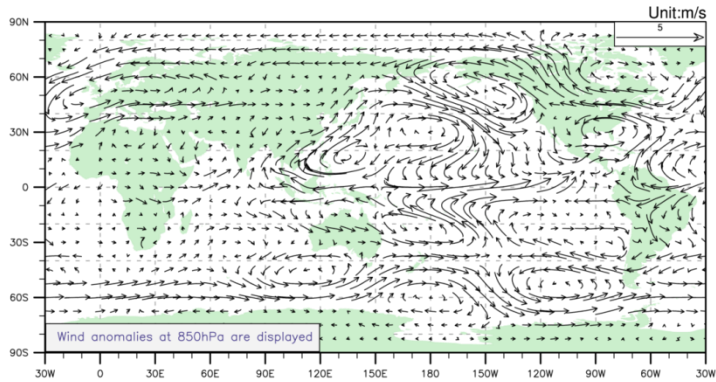 Unit:m/s
5
90N
60N
30N
0
30S
60S
90S
Wind anomalies at 850hPa are displayed
30W 0 30E 60E 90E 120E 150E 180 150W 120W 90W 60W 30W